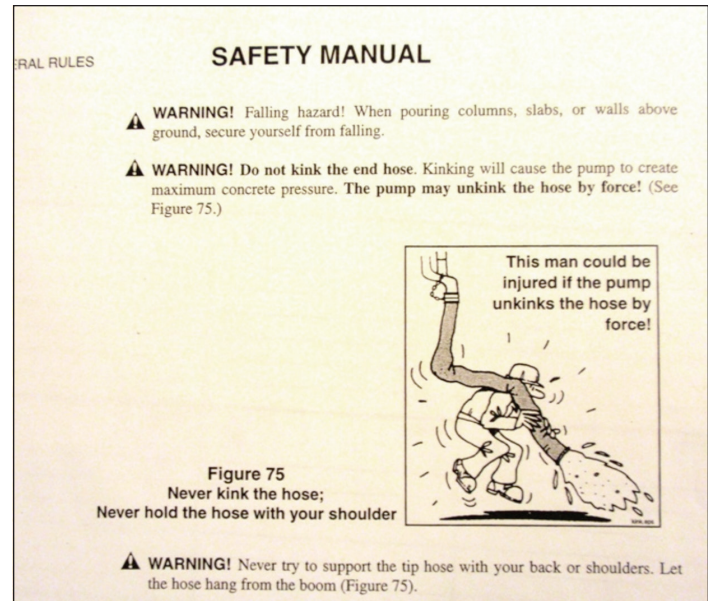 ERAL RULES
SAFETY MANUAL
WARNING! Falling hazard! When pouring columns, slabs, or walls above
ground, secure yourself from falling.
WARNING! Do not kink the end hose. Kinking will cause the pump to create
maximum concrete pressure. The pump may unkink the hose by force! (See
Figure 75.)
This man could be
injured if the pump
unkinks the hose by
force!
Figure 75
Never kink the hose;
Never hold the hose with your shoulder
WARNING! Never try to support the tip hose with your back or shoulders. Let
the hose hang from the boom (Figure 75).